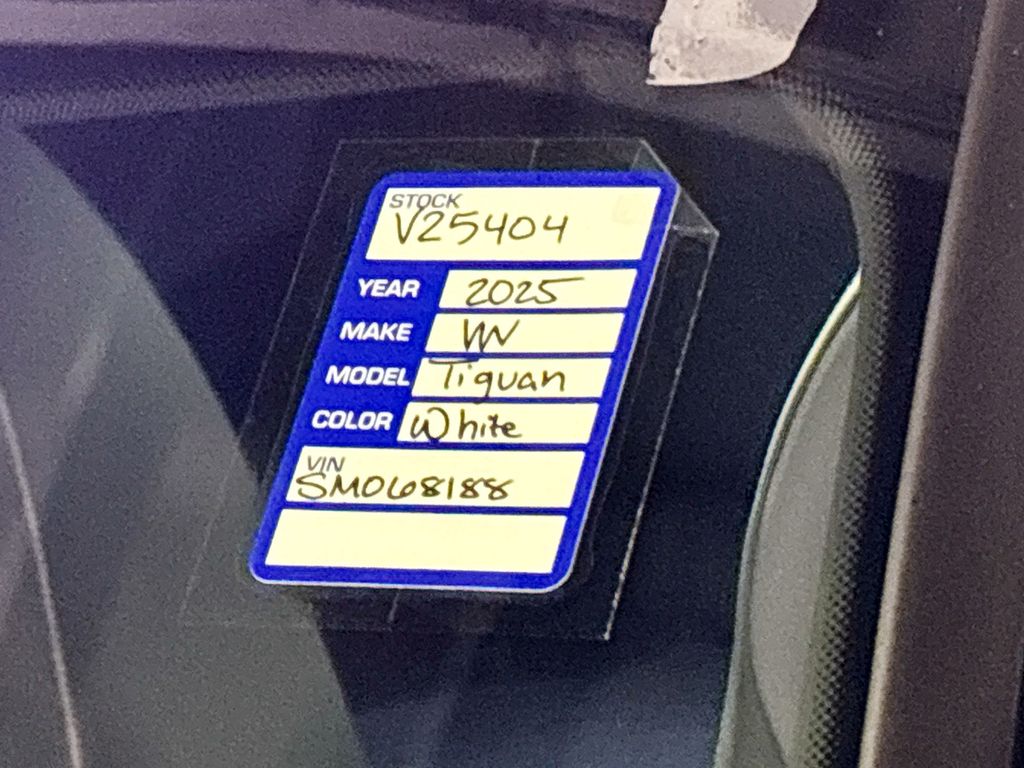 STOCK
V25404
YEAR 2025
MAKE VW
MODEL Tiguan
COLOR White
VIN
SM068188